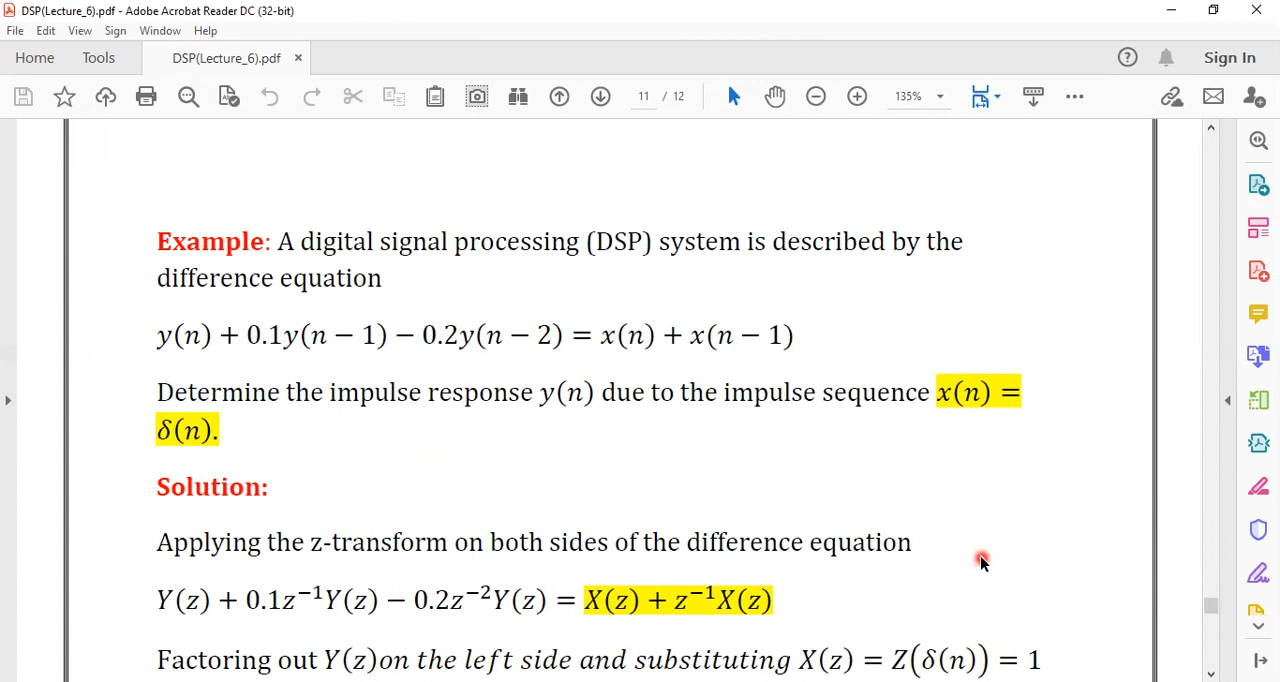 DSP(Lecture_6).pdf - Adobe Acrobat Reader DC (32-bit)
File Edit View Sign Window Help
Home Tools DSP(Lecture_6).pdf × Sign In
11 / 12 135%
Example: A digital signal processing (DSP) system is described by the
difference equation
y(n) + 0.1y(n − 1) − 0.2y(n − 2) = x(n) + x(n − 1)
Determine the impulse response y(n) due to the impulse sequence x(n) =
δ(n).
Solution:
Applying the z-transform on both sides of the difference equation
Y(z) + 0.1z⁻¹Y(z) − 0.2z⁻²Y(z) = X(z) + z⁻¹X(z)
Factoring out Y(z)on the left side and substituting X(z) = Z(δ(n)) = 1